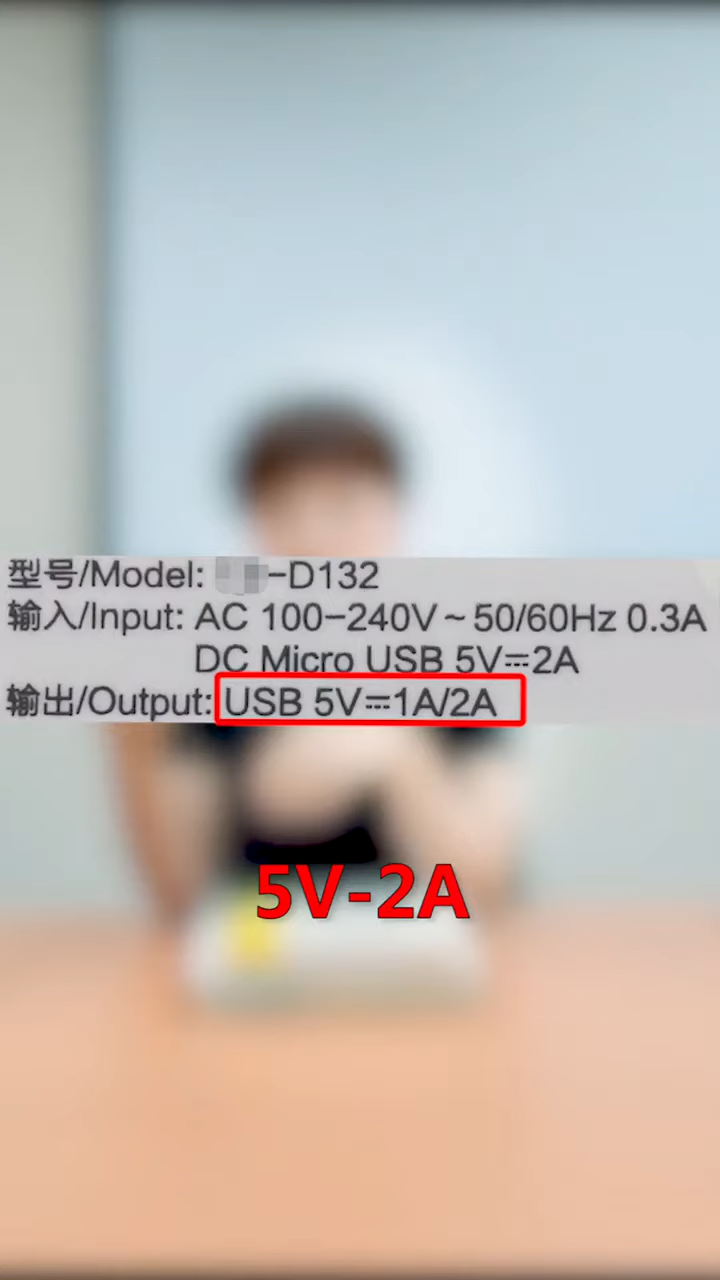 型号/Model: -D132
输入/Input: AC 100-240V~50/60Hz 0.3A
DC Micro USB 5V⎓2A
输出/Output: USB 5V⎓1A/2A
5V-2A